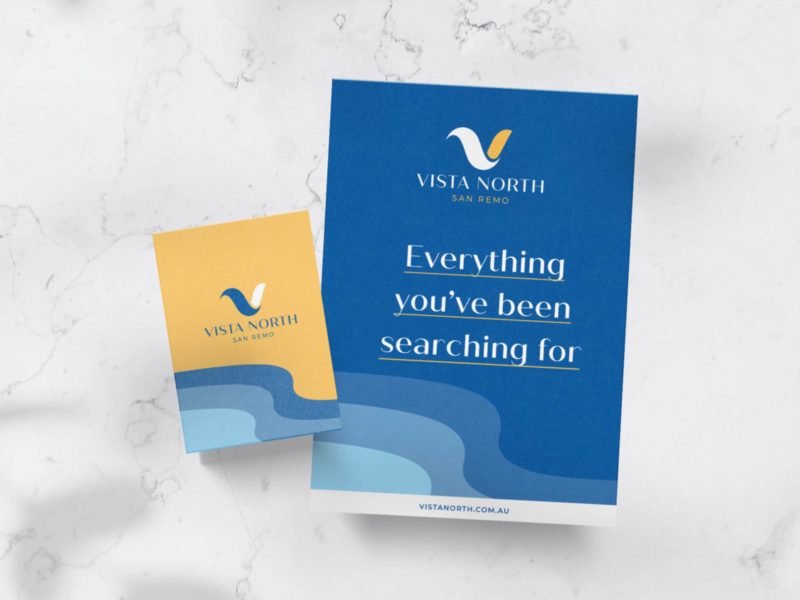 VISTA NORTH
SAN REMO
Everything
you've been
searching for
VISTANORTH.COM.AU
VISTA NORTH
SAN REMO